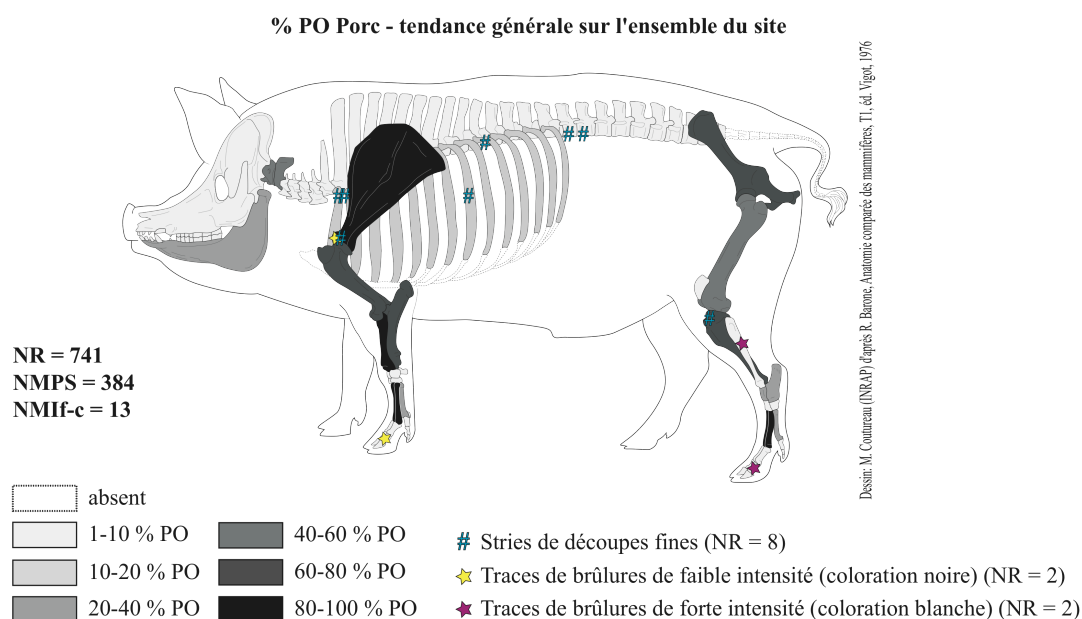 % PO Porc - tendance générale sur l'ensemble du site
Dessin: M. Coutureau (INRAP) d'après R. Barone, Anatomie comparée des mammifères, T1, éd. Vigot, 1976
NR = 741
NMPS = 384
NMIf-c = 13
absent
1-10 % PO
10-20 % PO
20-40 % PO
40-60 % PO
60-80 % PO
80-100 % PO
# Stries de découpes fines (NR = 8)
Traces de brûlures de faible intensité (coloration noire) (NR = 2)
Traces de brûlures de forte intensité (coloration blanche) (NR = 2)